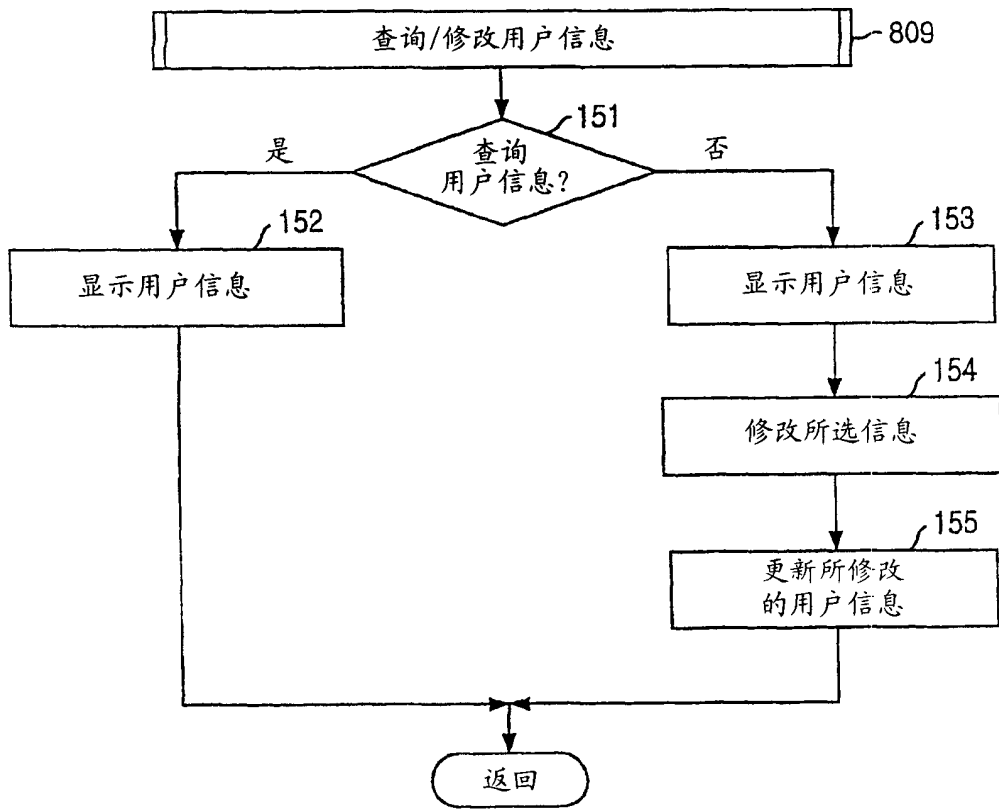 查询/修改用户信息
809
151
查询
用户信息?
是
否
152
显示用户信息
153
显示用户信息
154
修改所选信息
155
更新所修改
的用户信息
返回